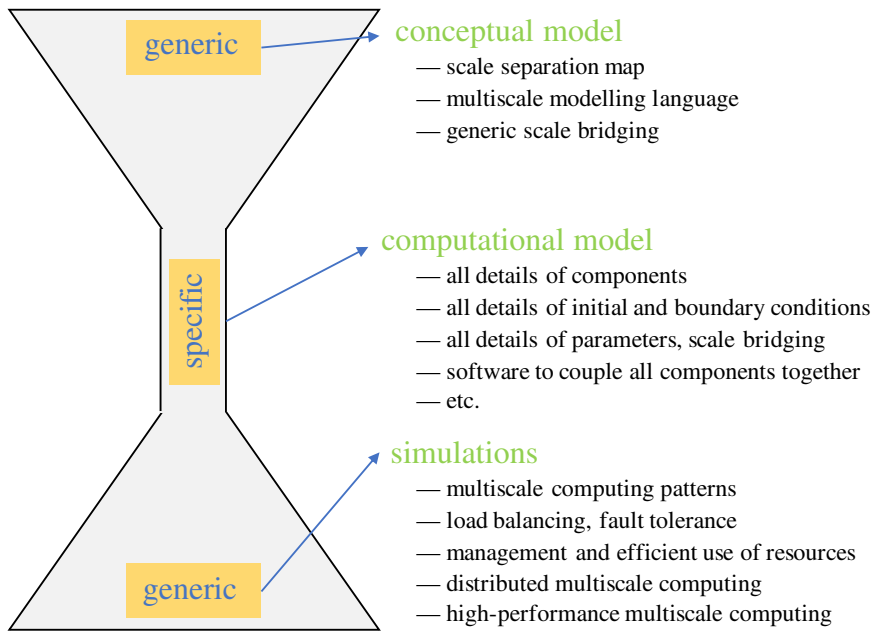 generic
conceptual model
— scale separation map
— multiscale modelling language
— generic scale bridging
specific
computational model
— all details of components
— all details of initial and boundary conditions
— all details of parameters, scale bridging
— software to couple all components together
— etc.
generic
simulations
— multiscale computing patterns
— load balancing, fault tolerance
— management and efficient use of resources
— distributed multiscale computing
— high-performance multiscale computing